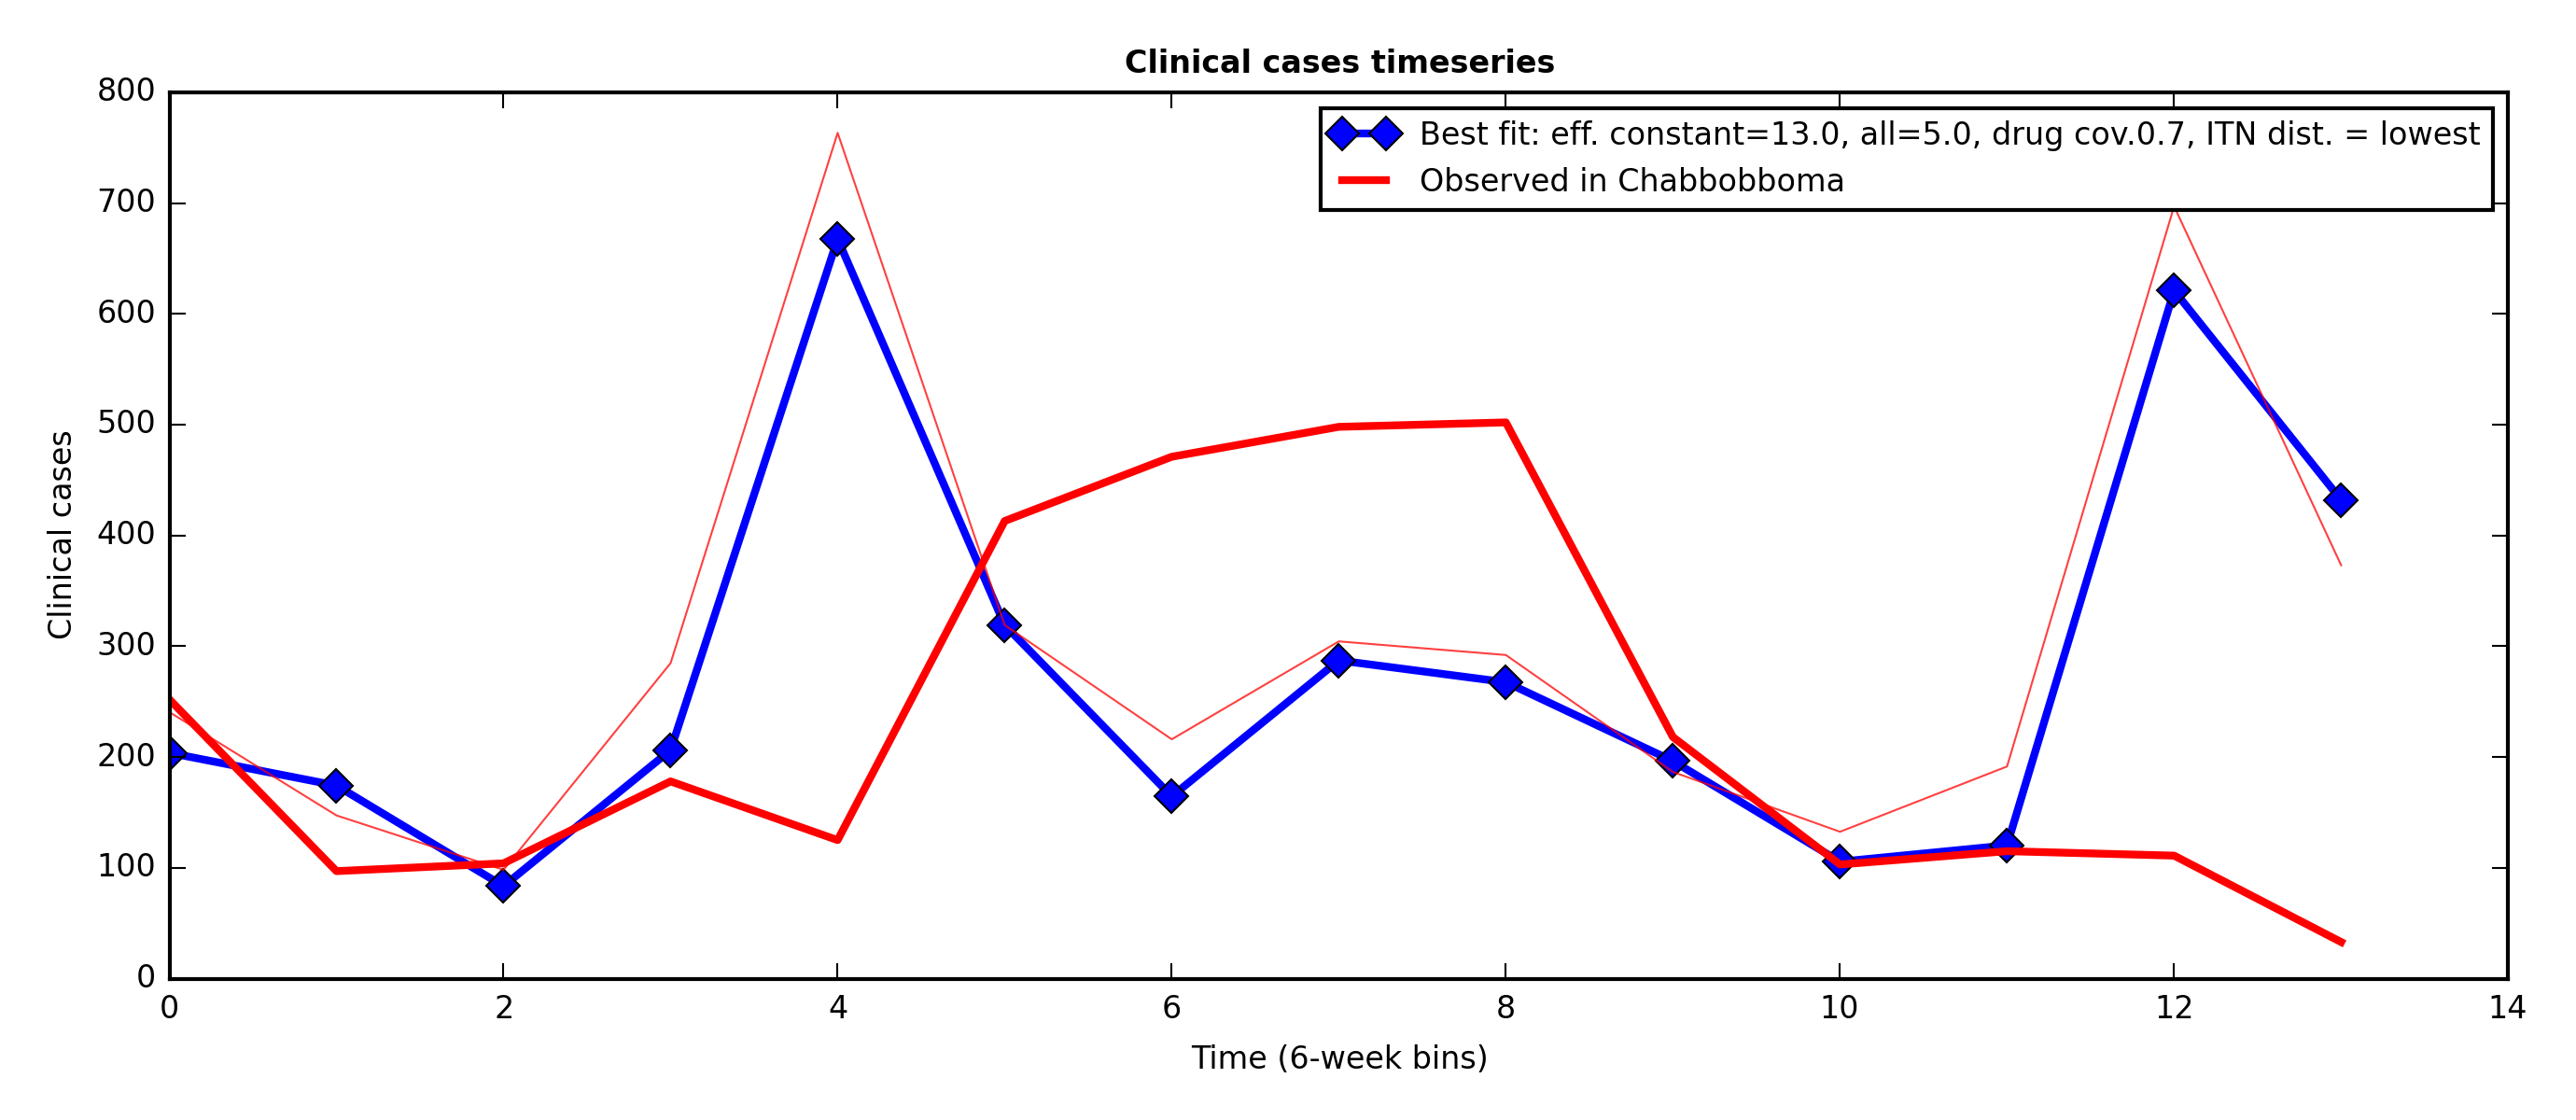 Clinical cases timeseries
800
700
600
500
400
300
200
100
0
Clinical cases
Best fit: eff. constant=13.0, all=5.0, drug cov.0.7, ITN dist. = lowest
Observed in Chabbobboma
0 2 4 6 8 10 12 14
Time (6-week bins)